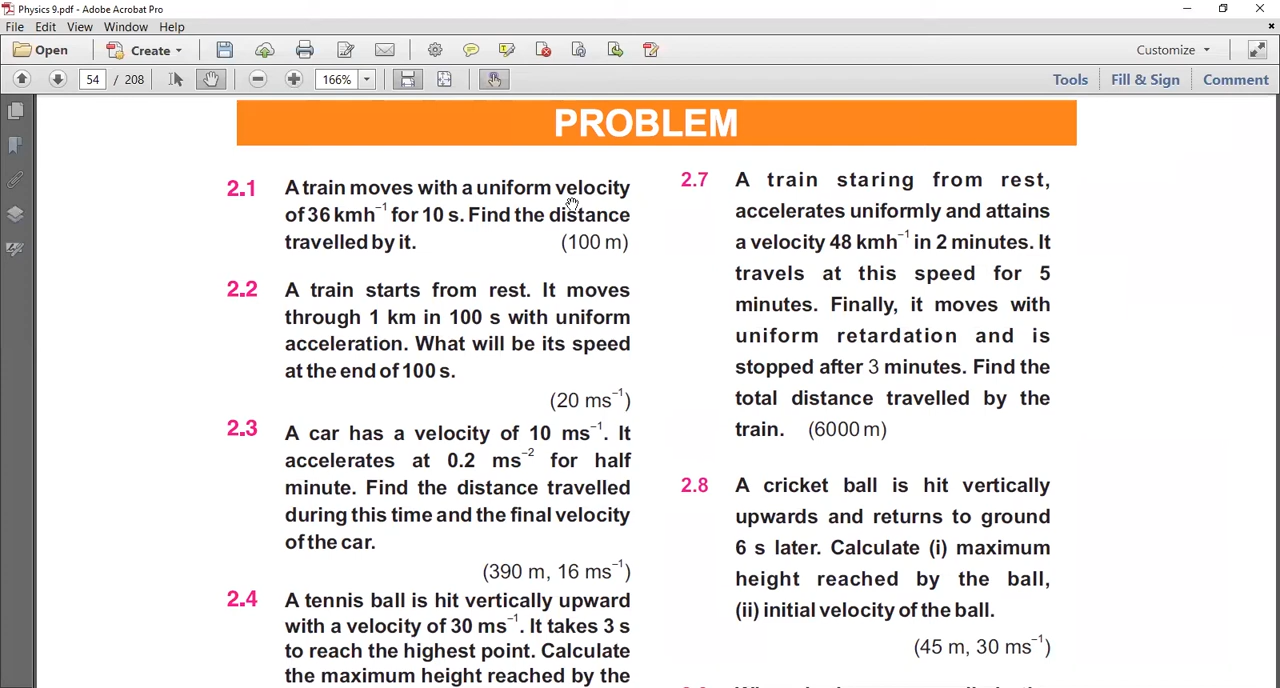 Physics 9.pdf - Adobe Acrobat Pro
File Edit View Window Help
Open Create Customize
54 / 208 166% Tools Fill & Sign Comment
PROBLEM
2.1 A train moves with a uniform velocity
of 36 kmh⁻¹ for 10 s. Find the distance
travelled by it. (100 m)
2.2 A train starts from rest. It moves
through 1 km in 100 s with uniform
acceleration. What will be its speed
at the end of 100 s.
(20 ms⁻¹)
2.3 A car has a velocity of 10 ms⁻¹. It
accelerates at 0.2 ms⁻² for half
minute. Find the distance travelled
during this time and the final velocity
of the car.
(390 m, 16 ms⁻¹)
2.4 A tennis ball is hit vertically upward
with a velocity of 30 ms⁻¹. It takes 3 s
to reach the highest point. Calculate
the maximum height reached by the
2.7 A train staring from rest,
accelerates uniformly and attains
a velocity 48 kmh⁻¹ in 2 minutes. It
travels at this speed for 5
minutes. Finally, it moves with
uniform retardation and is
stopped after 3 minutes. Find the
total distance travelled by the
train. (6000 m)
2.8 A cricket ball is hit vertically
upwards and returns to ground
6 s later. Calculate (i) maximum
height reached by the ball,
(ii) initial velocity of the ball.
(45 m, 30 ms⁻¹)